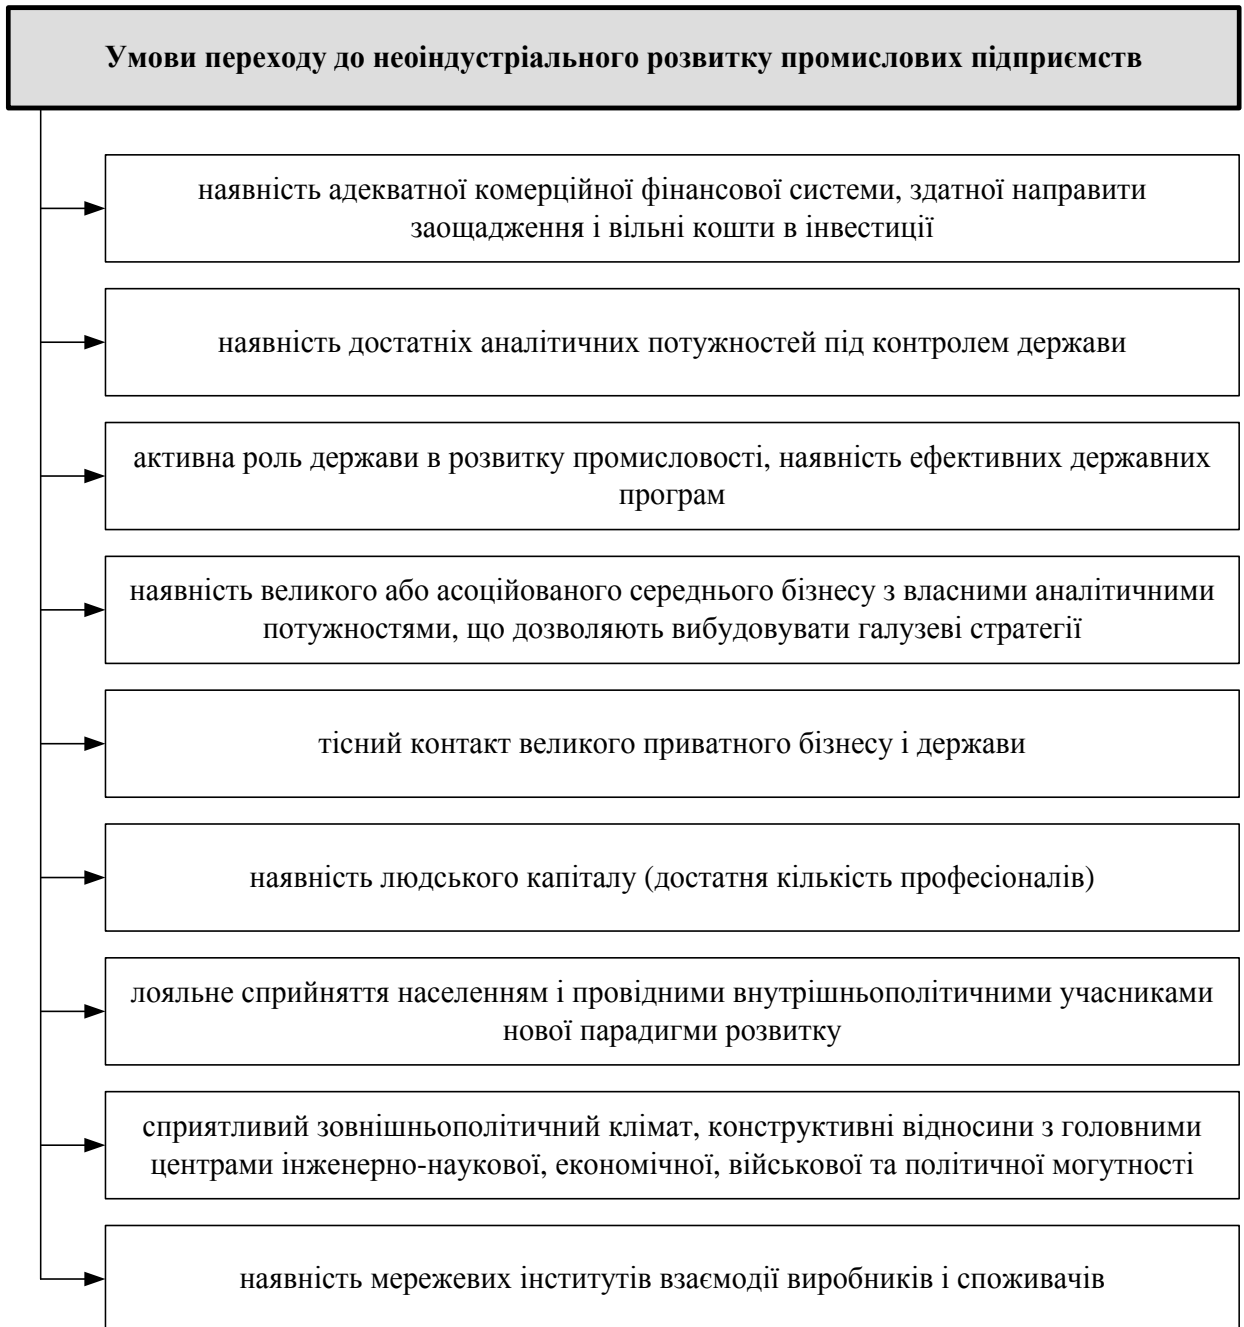 Умови переходу до неоіндустріального розвитку промислових підприємств
наявність адекватної комерційної фінансової системи, здатної направити
заощадження і вільні кошти в інвестиції
наявність достатніх аналітичних потужностей під контролем держави
активна роль держави в розвитку промисловості, наявність ефективних державних
програм
наявність великого або асоційованого середнього бізнесу з власними аналітичними
потужностями, що дозволяють вибудовувати галузеві стратегії
тісний контакт великого приватного бізнесу і держави
наявність людського капіталу (достатня кількість професіоналів)
лояльне сприйняття населенням і провідними внутрішньополітичними учасниками
нової парадигми розвитку
сприятливий зовнішньополітичний клімат, конструктивні відносини з головними
центрами інженерно-наукової, економічної, військової та політичної могутності
наявність мережевих інститутів взаємодії виробників і споживачів